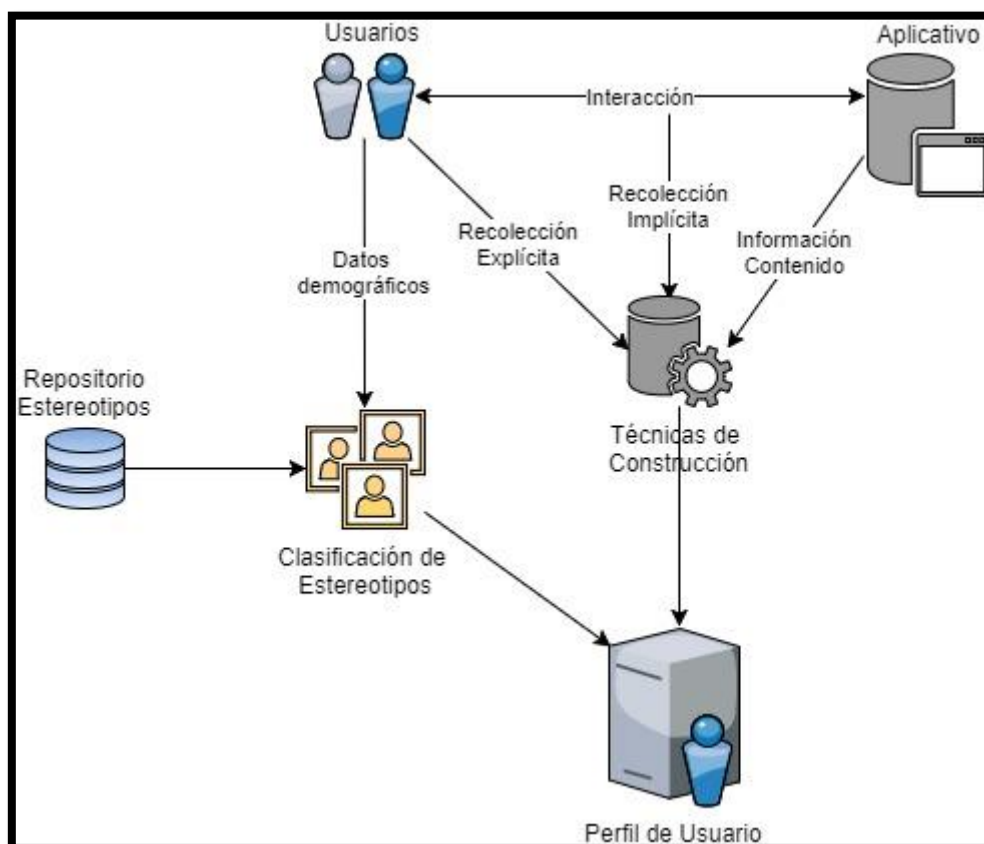 Usuarios
Aplicativo
Interacción
Recolección
Implícita
Recolección
Explícita
Información
Contenido
Datos
demográficos
Repositorio
Estereotipos
Técnicas de
Construcción
Clasificación de
Estereotipos
Perfil de Usuario